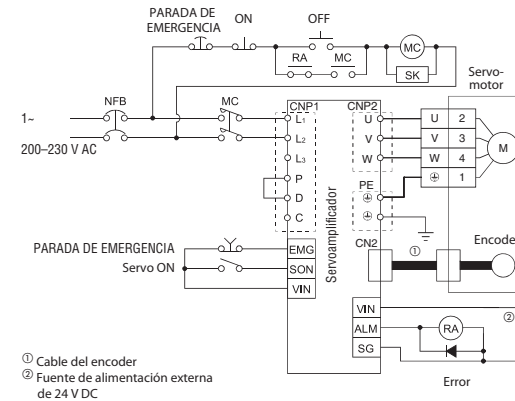 PARADA DE
EMERGENCIA
ON
OFF
RA
MC
MC
SK
Servo-
motor
1~
NFB
MC
200–230 V AC
CNP1
L1
L2
L3
P
D
C
CNP2
U
V
W
PE
CN2
U 2
V 3
W 4
1
M
Servoamplificador
PARADA DE EMERGENCIA
Servo ON
EMG
SON
VIN
①
Encode
VIN
ALM
SG
RA
②
Error
① Cable del encoder
② Fuente de alimentación externa
de 24 V DC